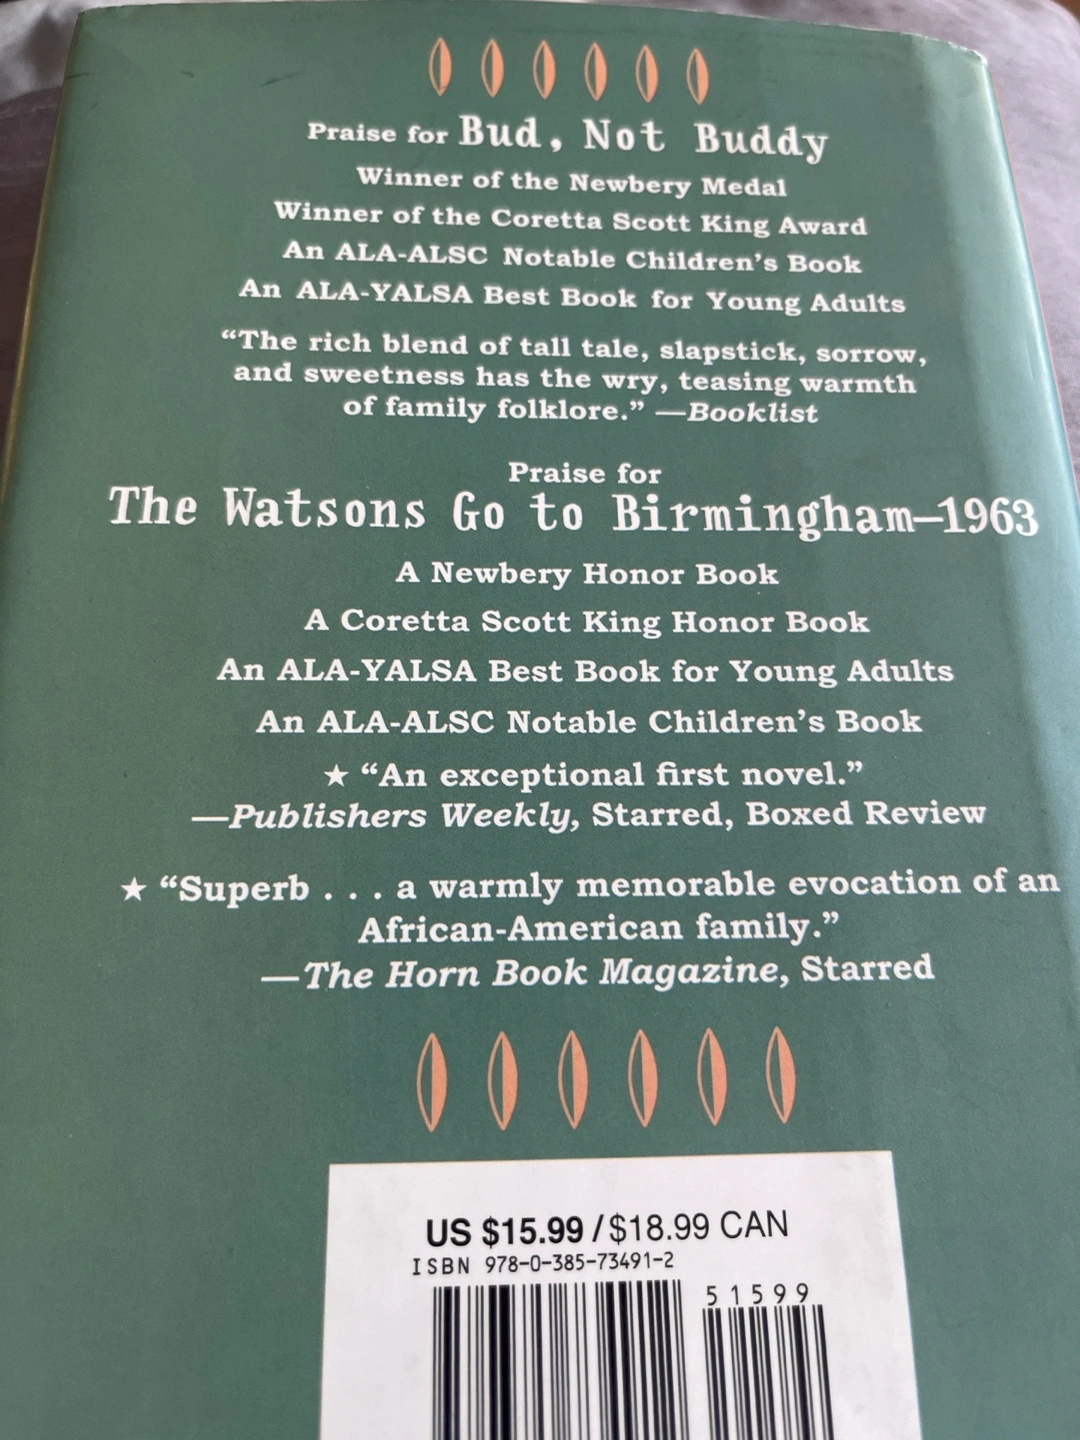 Praise for Bud, Not Buddy
Winner of the Newbery Medal
Winner of the Coretta Scott King Award
An ALA-ALSC Notable Children's Book
An ALA-YALSA Best Book for Young Adults
“The rich blend of tall tale, slapstick, sorrow,
and sweetness has the wry, teasing warmth
of family folklore.” —Booklist
Praise for
The Watsons Go to Birmingham—1963
A Newbery Honor Book
A Coretta Scott King Honor Book
An ALA-YALSA Best Book for Young Adults
An ALA-ALSC Notable Children's Book
★ “An exceptional first novel.”
—Publishers Weekly, Starred, Boxed Review
★ “Superb . . . a warmly memorable evocation of an
African-American family.”
—The Horn Book Magazine, Starred
US $15.99 / $18.99 CAN
ISBN 978-0-385-73491-2
51599